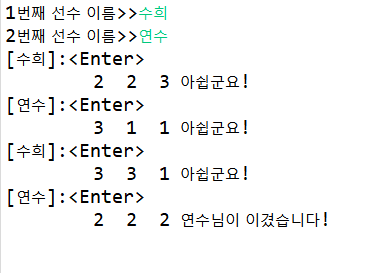 1번째 선수 이름>>수희
2번째 선수 이름>>연수
[수희]:<Enter>
2 2 3 아쉽군요!
[연수]:<Enter>
3 1 1 아쉽군요!
[수희]:<Enter>
3 3 1 아쉽군요!
[연수]:<Enter>
2 2 2 연수님이 이겼습니다!